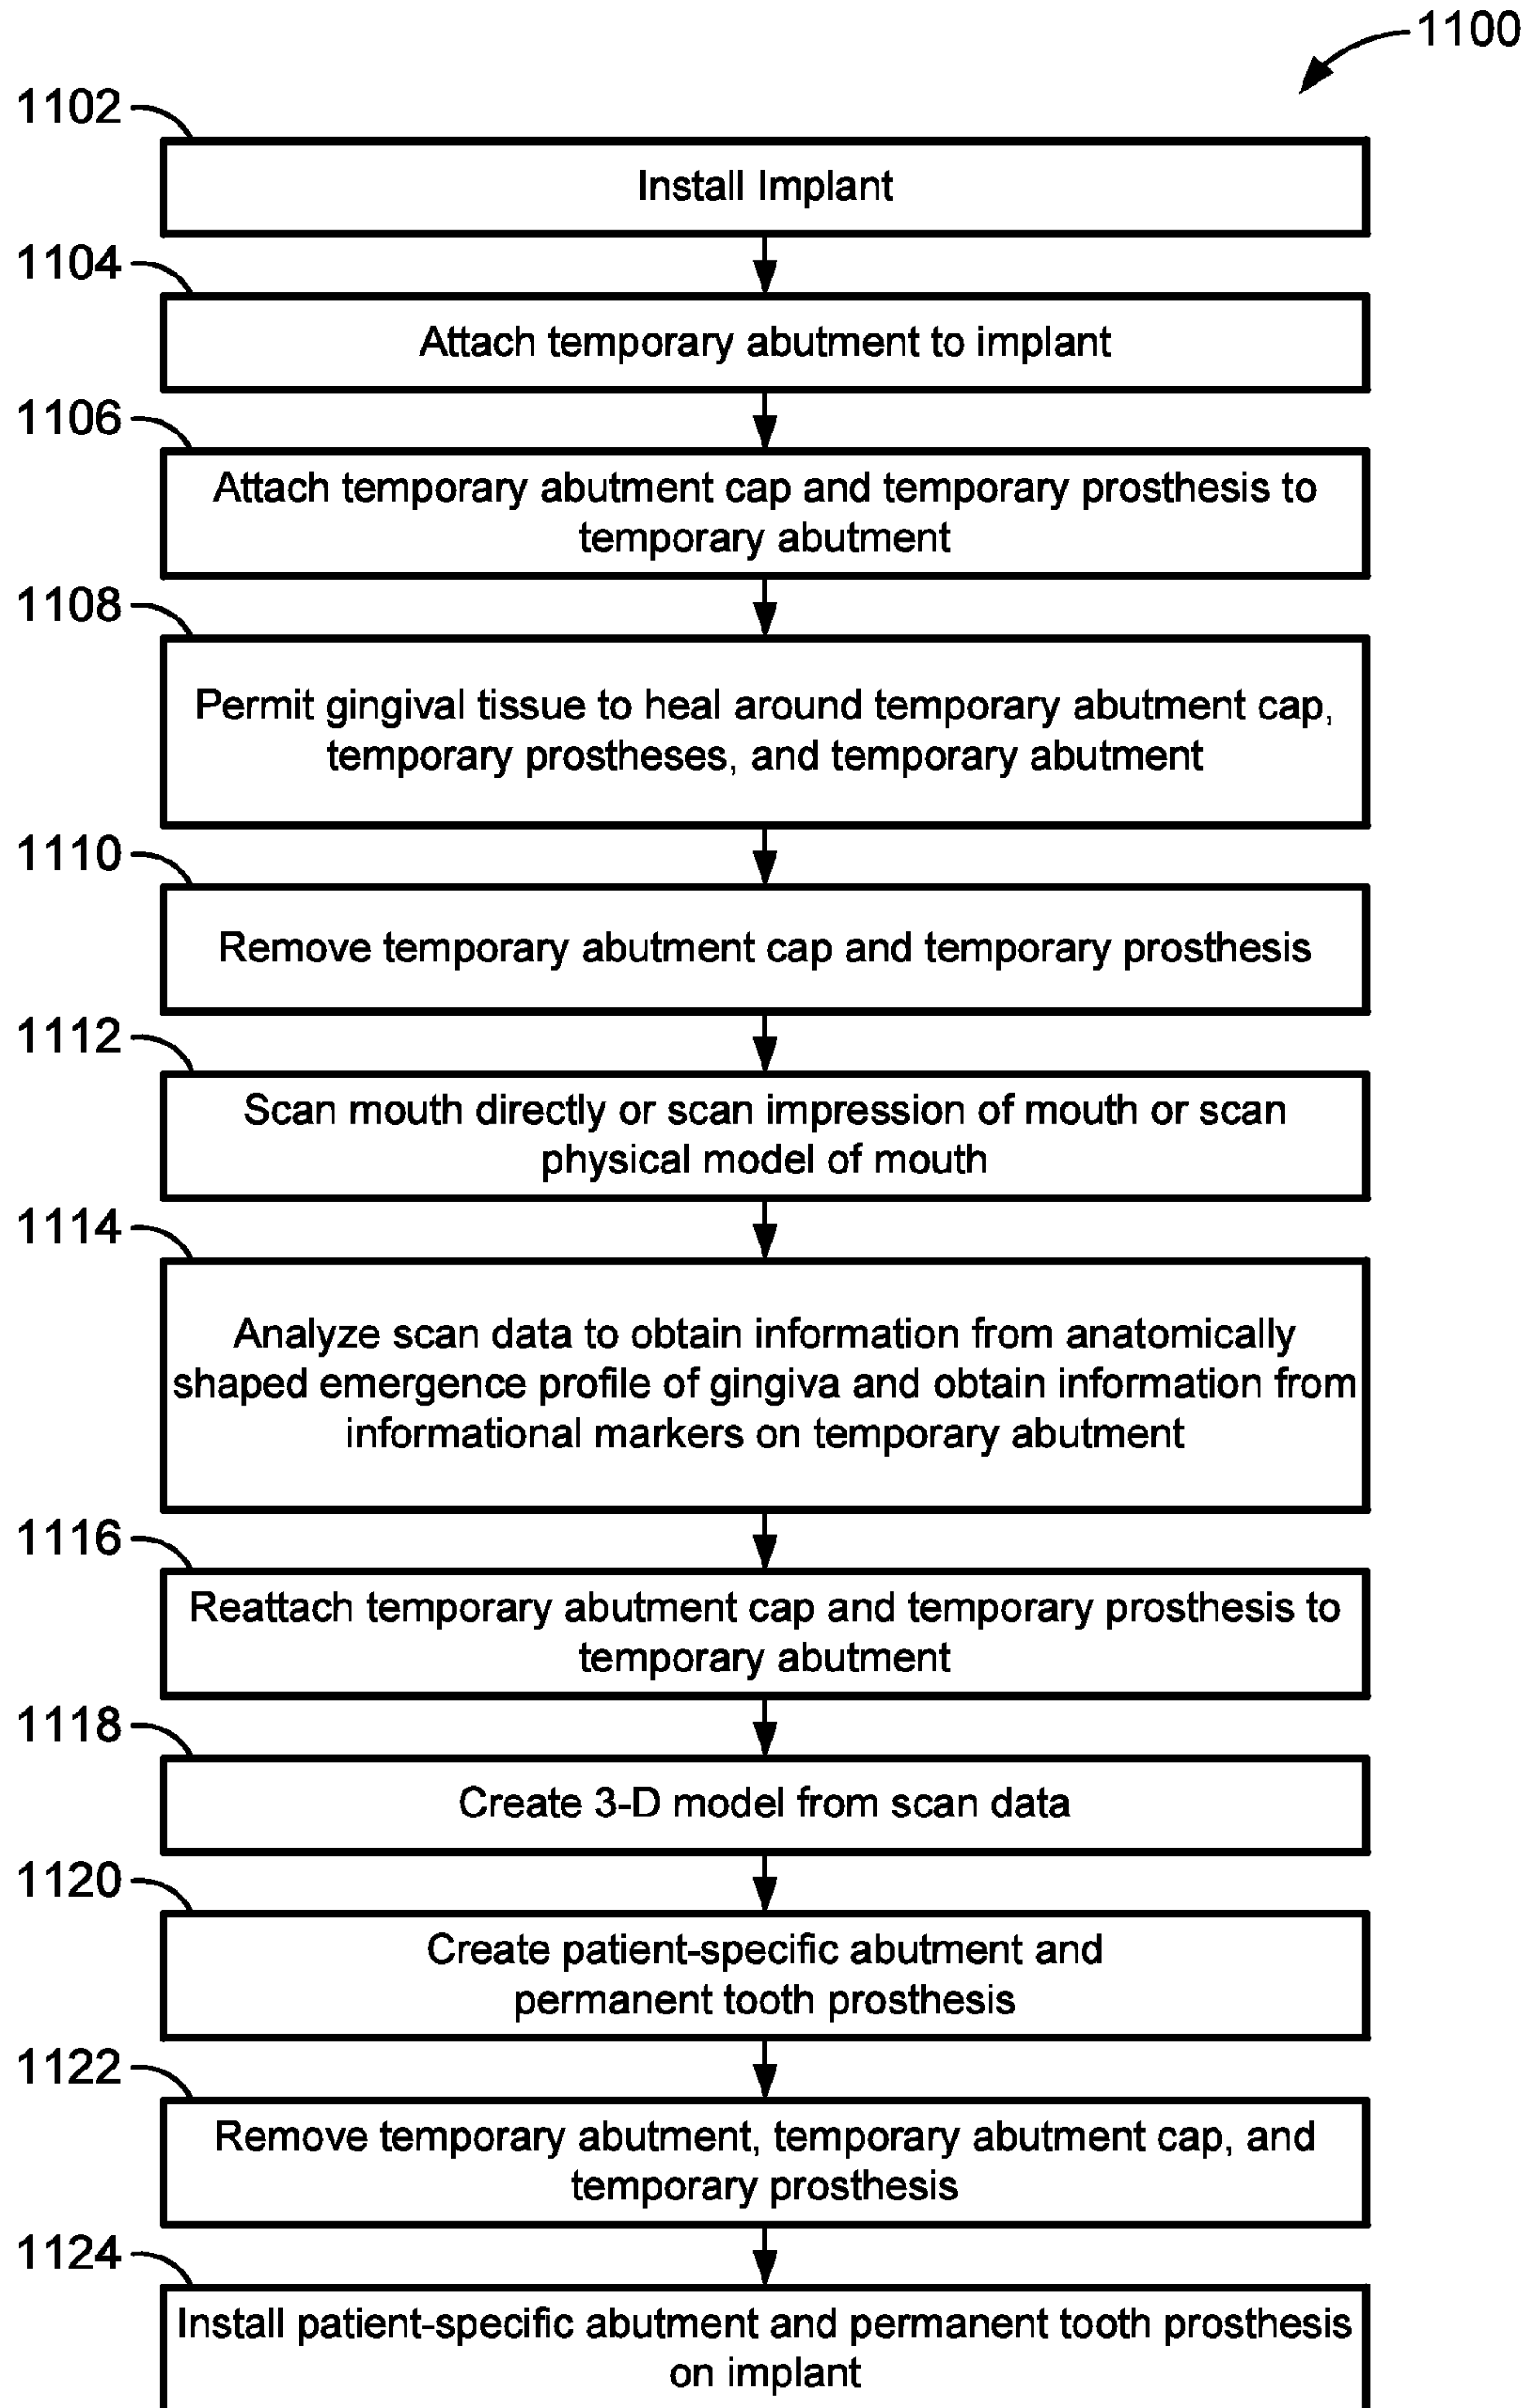 1100
1102
Install Implant
1104
Attach temporary abutment to implant
1106
Attach temporary abutment cap and temporary prosthesis to
temporary abutment
1108
Permit gingival tissue to heal around temporary abutment cap,
temporary prostheses, and temporary abutment
1110
Remove temporary abutment cap and temporary prosthesis
1112
Scan mouth directly or scan impression of mouth or scan
physical model of mouth
1114
Analyze scan data to obtain information from anatomically
shaped emergence profile of gingiva and obtain information from
informational markers on temporary abutment
1116
Reattach temporary abutment cap and temporary prosthesis to
temporary abutment
1118
Create 3-D model from scan data
1120
Create patient-specific abutment and
permanent tooth prosthesis
1122
Remove temporary abutment, temporary abutment cap, and
temporary prosthesis
1124
Install patient-specific abutment and permanent tooth prosthesis
on implant